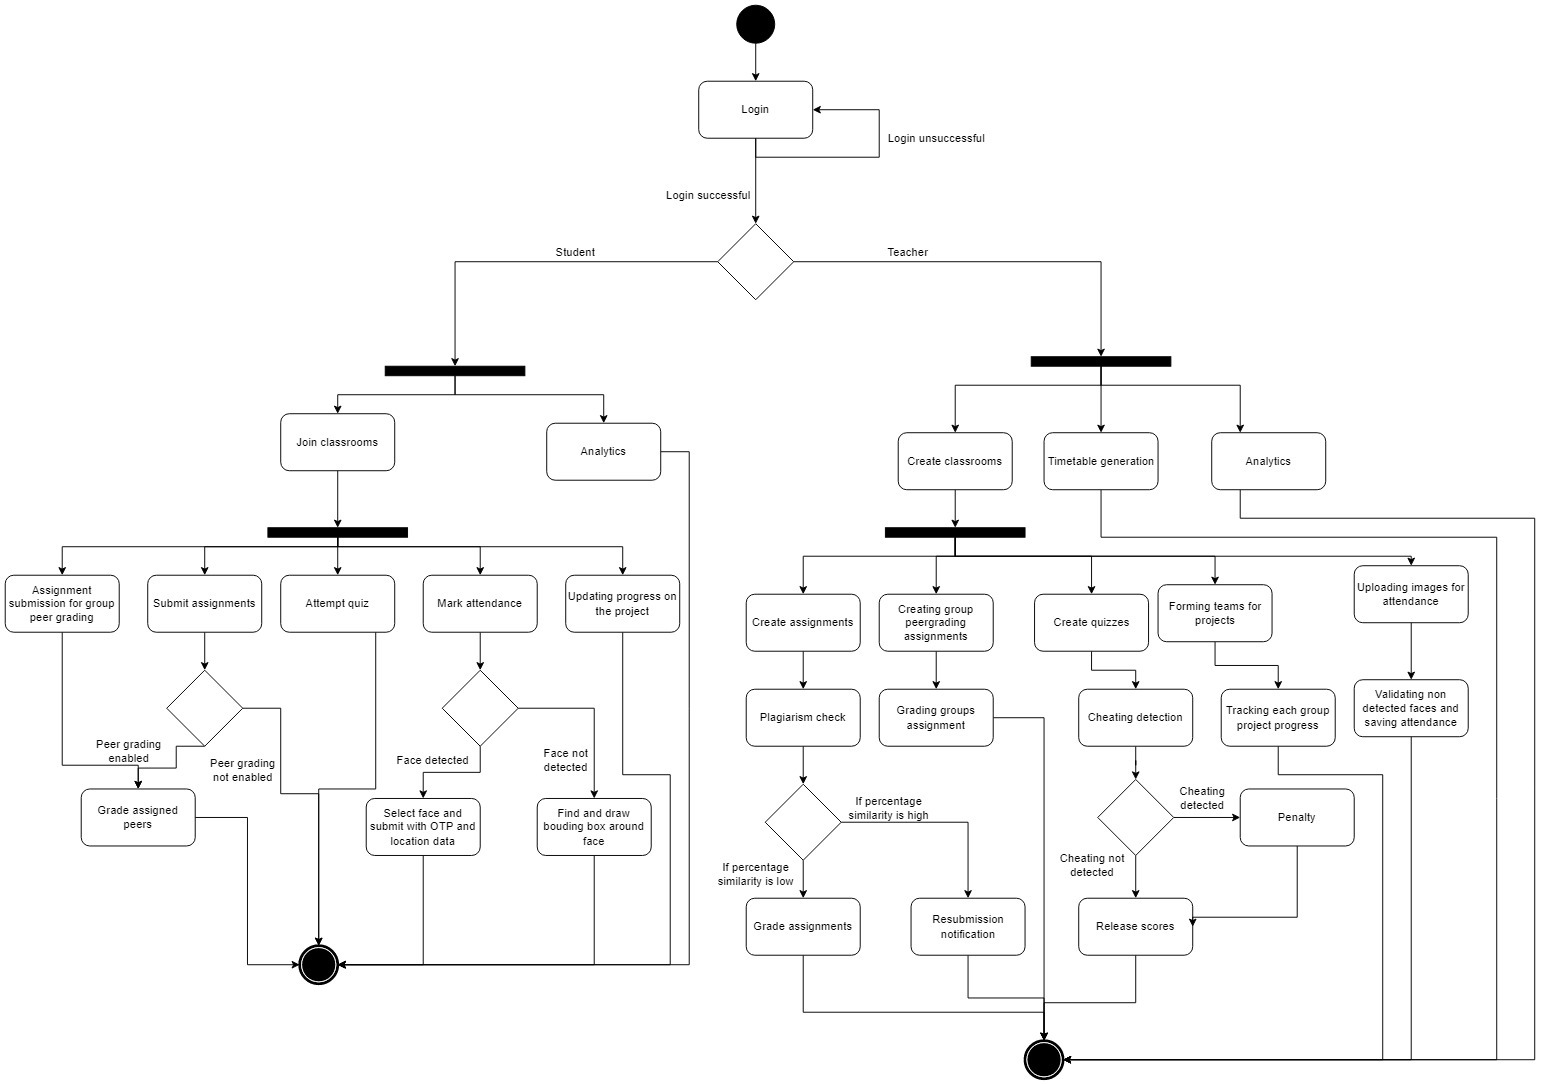 Login
Login unsuccessful
Login successful
Student
Teacher
Join classrooms
Analytics
Create classrooms
Timetable generation
Analytics
Assignment
submission for group
peer grading
Submit assignments
Attempt quiz
Mark attendance
Updating progress on
the project
Create assignments
Creating group
peergrading
assignments
Create quizzes
Forming teams for
projects
Uploading images for
attendance
Peer grading
enabled
Peer grading
not enabled
Face detected
Face not
detected
Plagiarism check
Grading groups
assignment
Cheating detection
Tracking each group
project progress
Validating non
detected faces and
saving attendance
Grade assigned
peers
Select face and
submit with OTP and
location data
Find and draw
bouding box around
face
If percentage
similarity is high
Cheating
detected
Penalty
If percentage
similarity is low
Cheating not
detected
Grade assignments
Resubmission
notification
Release scores